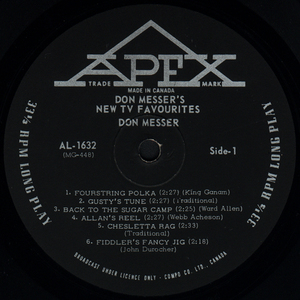 APEX
TRADE MARK
MADE IN CANADA
DON MESSER'S
NEW TV FAVOURITES
DON MESSER
AL-1632
(MG-448)
Side-1
33⅓ RPM LONG PLAY
33⅓ RPM LONG PLAY
1. FOURSTRING POLKA (2:27) (King Ganam)
2. GUSTY'S TUNE (2:27) (Traditional)
3. BACK TO THE SUGAR CAMP (2:25) (Ward Allen)
4. ALLAN'S REEL (2:27) (Webb Acheson)
5. CHESLETTA RAG (2:33)
(Traditional)
6. FIDDLER'S FANCY JIG (2:18)
(John Durocher)
BROADCAST UNDER LICENCE ONLY - COMPO CO. LTD., CANADA